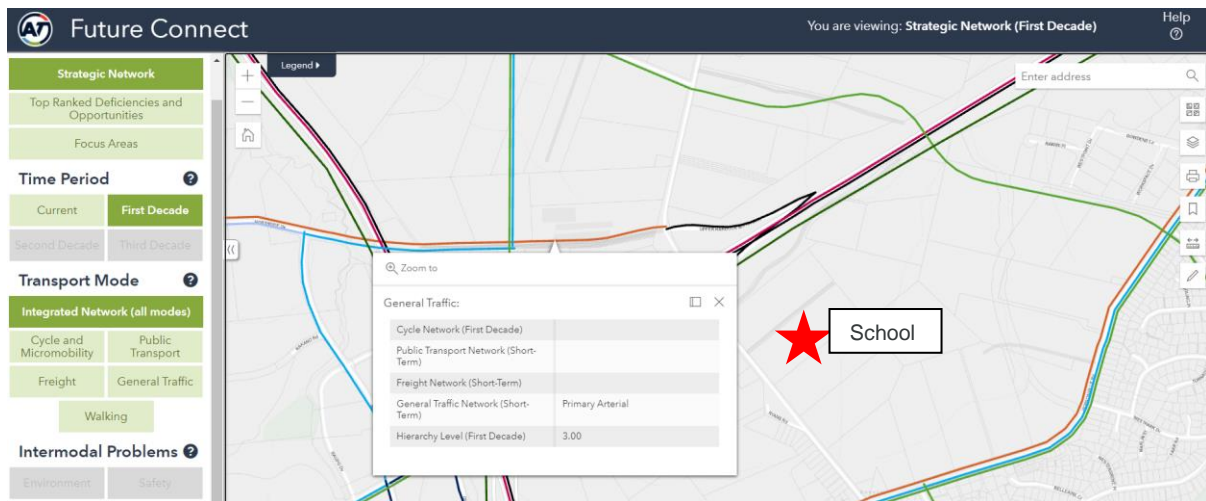 AT
Future Connect
You are viewing: Strategic Network (First Decade)
Help
Strategic Network
Top Ranked Deficiencies and
Opportunities
Focus Areas
Time Period
Current
First Decade
Second Decade
Third Decade
Transport Mode
Integrated Network (all modes)
Cycle and
Micromobility
Public
Transport
Freight
General Traffic
Walking
Intermodal Problems
Environment
Safety
Legend
Enter address
Zoom to
General Traffic:
Cycle Network (First Decade)
Public Transport Network (Short-
Term)
Freight Network (Short-Term)
General Traffic Network (Short-
Term)
Primary Arterial
Hierarchy Level (First Decade)
3.00
School